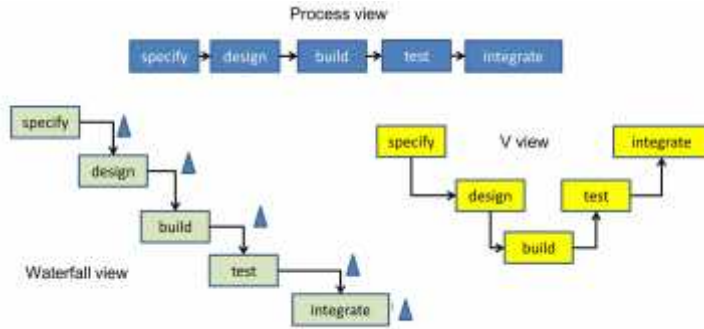 Process view
specify design build test integrate
specify
design
build
test
integrate
Waterfall view
specify V view integrate
design test
build